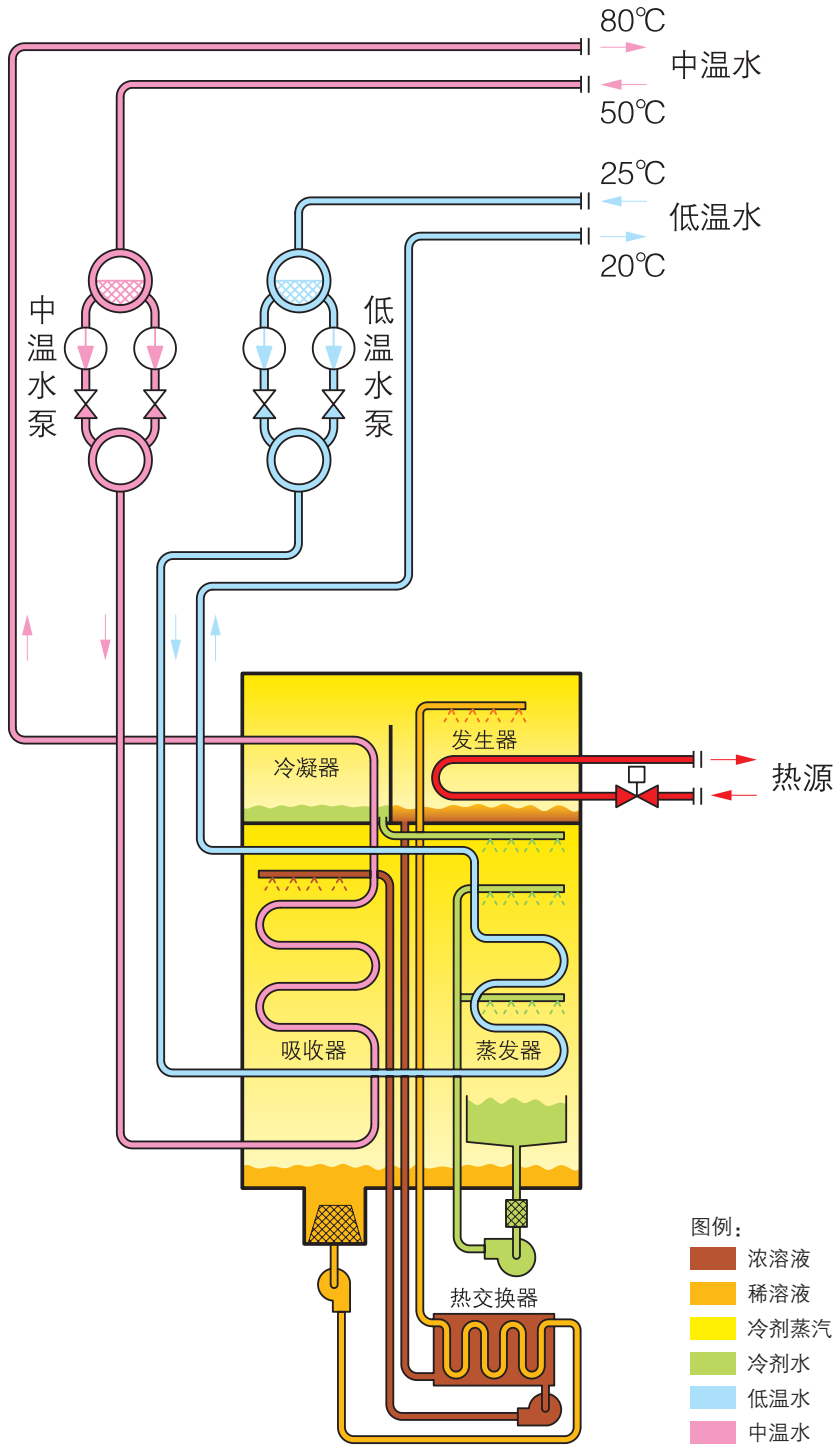 80℃
中温水
50℃
25℃
低温水
20℃
中温水泵
低温水泵
发生器
冷凝器
热源
吸收器
蒸发器
热交换器
图例：
浓溶液
稀溶液
冷剂蒸汽
冷剂水
低温水
中温水